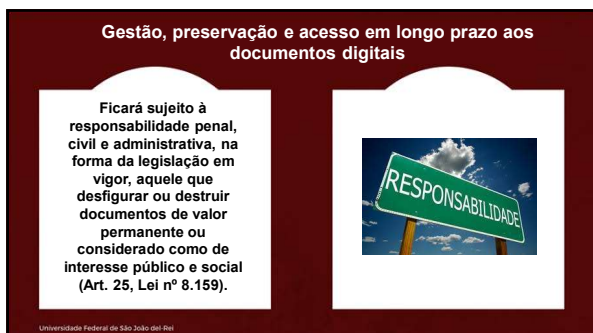 Gestão, preservação e acesso em longo prazo aos
documentos digitais
Ficará sujeito à
responsabilidade penal,
civil e administrativa, na
forma da legislação em
vigor, aquele que
desfigurar ou destruir
documentos de valor
permanente ou
considerado como de
interesse público e social
(Art. 25, Lei nº 8.159).
RESPONSABILIDADE
Universidade Federal de São João del-Rei